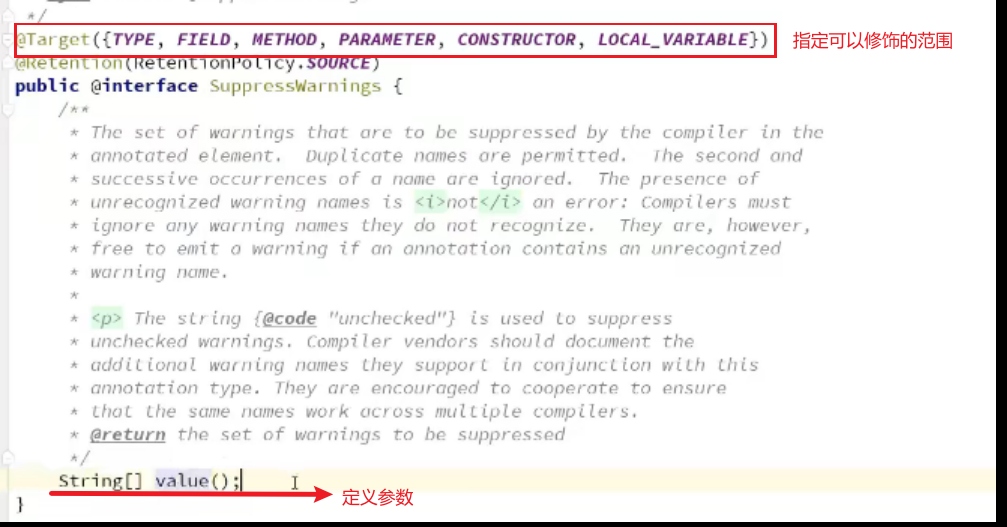 */
@Target({TYPE, FIELD, METHOD, PARAMETER, CONSTRUCTOR, LOCAL_VARIABLE}) 指定可以修饰的范围
@Retention(RetentionPolicy.SOURCE)
public @interface SuppressWarnings {
/**
* The set of warnings that are to be suppressed by the compiler in the
* annotated element.  Duplicate names are permitted.  The second and
* successive occurrences of a name are ignored.  The presence of
* unrecognized warning names is <i>not</i> an error: Compilers must
* ignore any warning names they do not recognize.  They are, however,
* free to emit a warning if an annotation contains an unrecognized
* warning name.
*
* <p> The string {@code "unchecked"} is used to suppress
* unchecked warnings. Compiler vendors should document the
* additional warning names they support in conjunction with this
* annotation type. They are encouraged to cooperate to ensure
* that the same names work across multiple compilers.
* @return the set of warnings to be suppressed
*/
String[] value();
定义参数
}